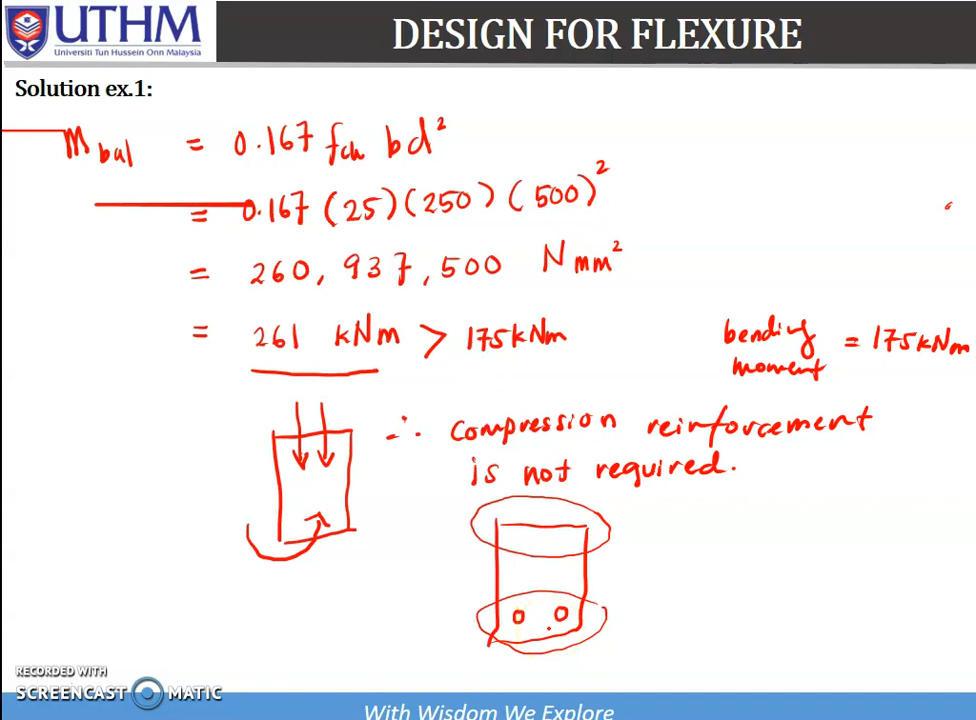 UTHM
Universiti Tun Hussein Onn Malaysia
DESIGN FOR FLEXURE
Solution ex.1:
Mbal = 0.167 fck bd²
= 0.167 (25)(250)(500)²
= 260,937,500 Nmm²
= 261 kNm > 175kNm
bending moment = 175kNm
∴ compression reinforcement
is not required.
RECORDED WITH
SCREENCAST MATIC
With Wisdom We Explore